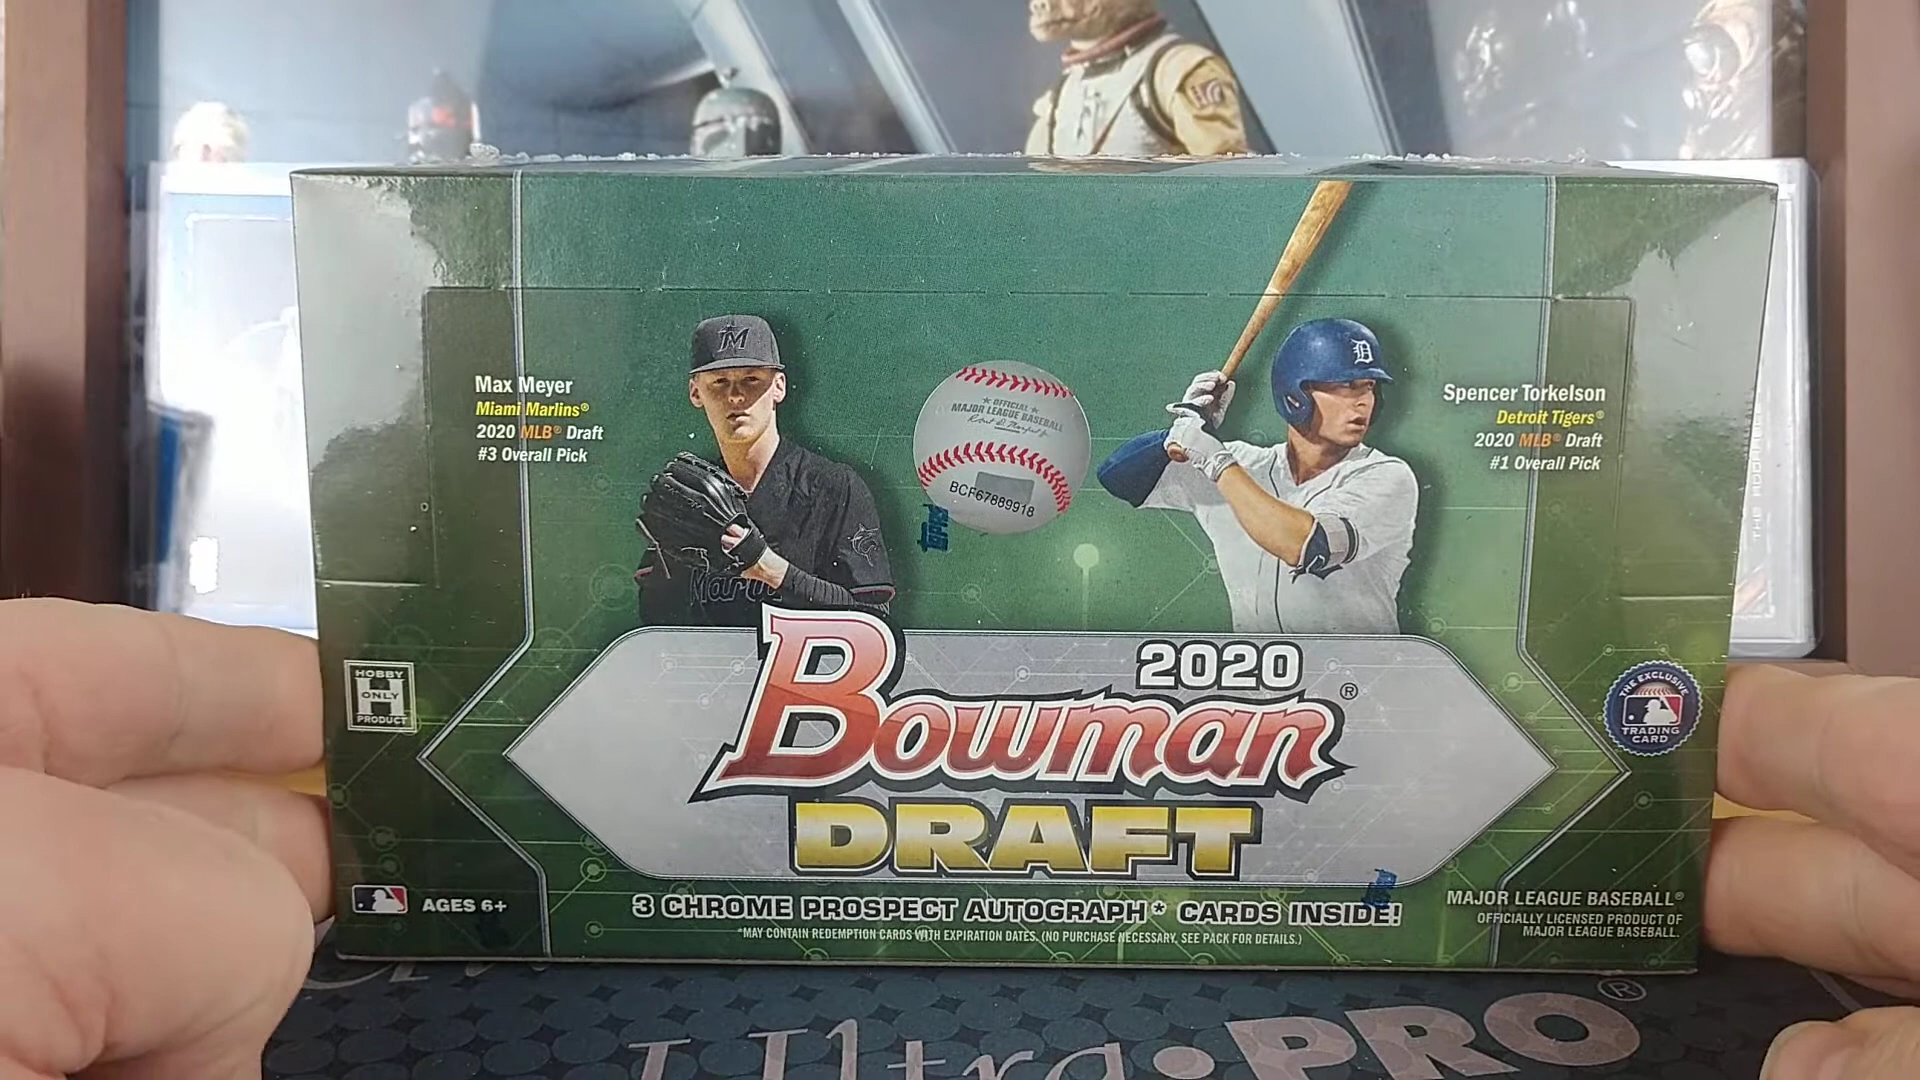 Max Meyer
Miami Marlins®
2020 MLB® Draft
#3 Overall Pick
M
★ OFFICIAL ★
MAJOR LEAGUE BASEBALL
BCF67889918
topps
D
Spencer Torkelson
Detroit Tigers®
2020 MLB® Draft
#1 Overall Pick
HOBBY
H
ONLY
PRODUCT
2020
Bowman®
DRAFT
THE EXCLUSIVE
TRADING
CARD
AGES 6+
3 CHROME PROSPECT AUTOGRAPH* CARDS INSIDE!
*MAY CONTAIN REDEMPTION CARDS WITH EXPIRATION DATES. (NO PURCHASE NECESSARY, SEE PACK FOR DETAILS.)
MAJOR LEAGUE BASEBALL®
OFFICIALLY LICENSED PRODUCT OF
MAJOR LEAGUE BASEBALL.
Ultra•PRO®